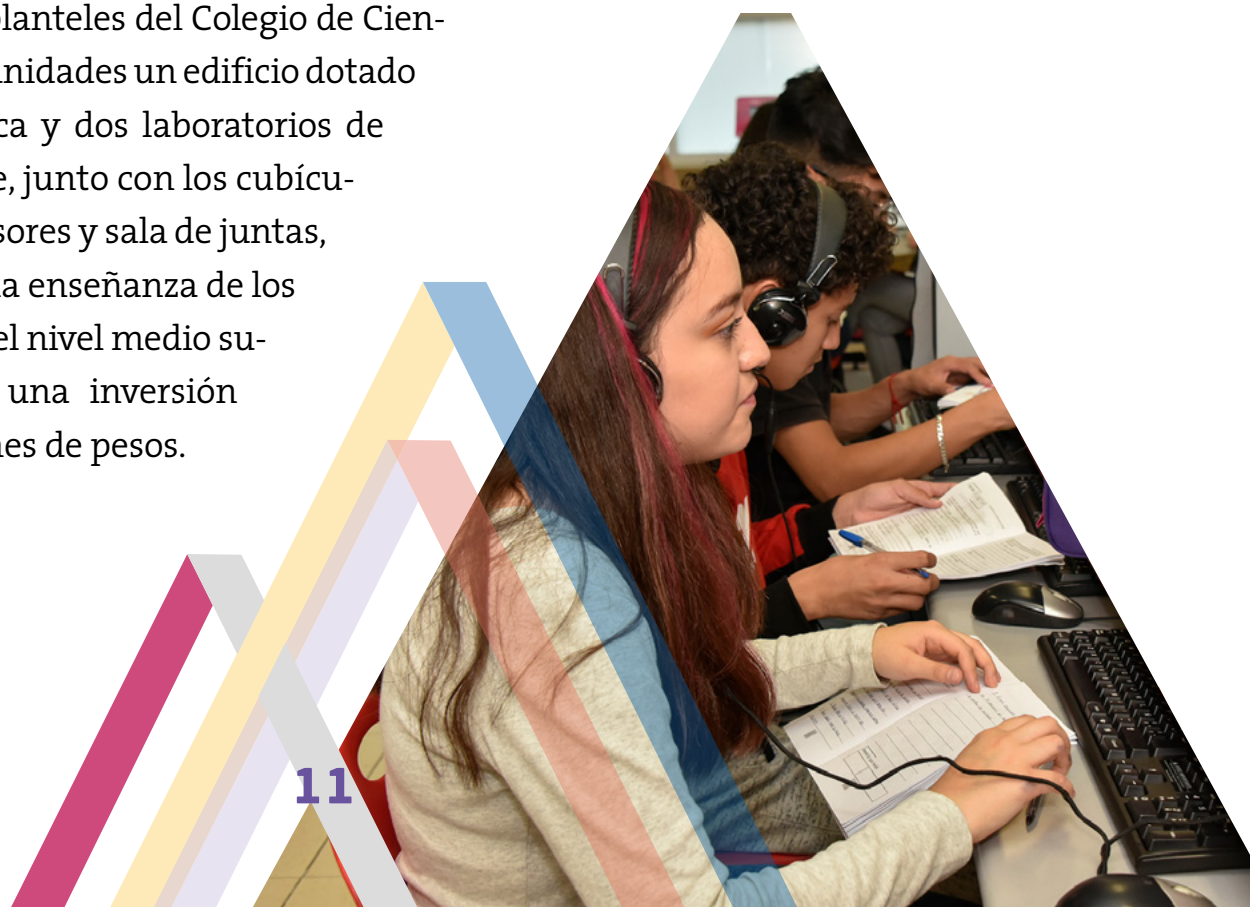 planteles del Colegio de Cien-
nidades un edificio dotado
ca y dos laboratorios de
e, junto con los cubícu-
sores y sala de juntas,
a enseñanza de los
el nivel medio su-
una inversión
nes de pesos.
11